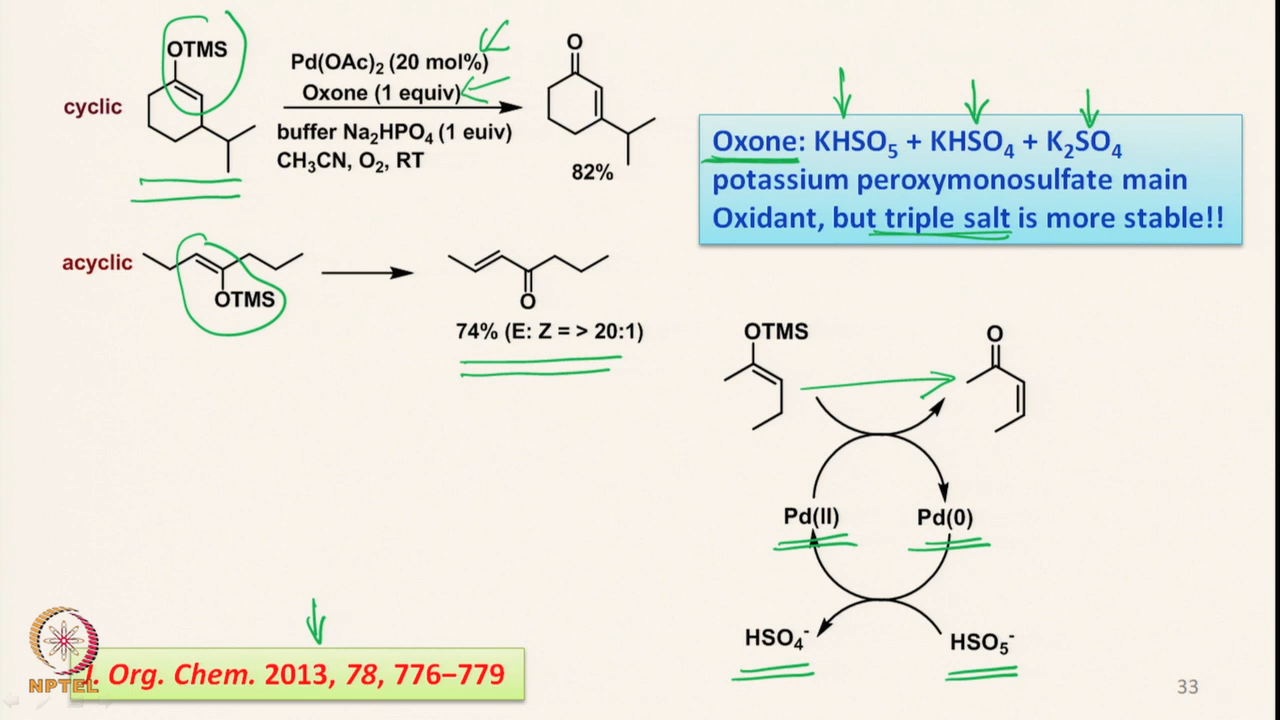 OTMS
cyclic
Pd(OAc)₂ (20 mol%)
Oxone (1 equiv)
buffer Na₂HPO₄ (1 euiv)
CH₃CN, O₂, RT
O
82%
Oxone: KHSO₅ + KHSO₄ + K₂SO₄
potassium peroxymonosulfate main
Oxidant, but triple salt is more stable!!
acyclic
OTMS
O
74% (E: Z = > 20:1)
OTMS
O
Pd(II)
Pd(0)
HSO₄⁻
HSO₅⁻
J. Org. Chem. 2013, 78, 776–779
NPTEL
33